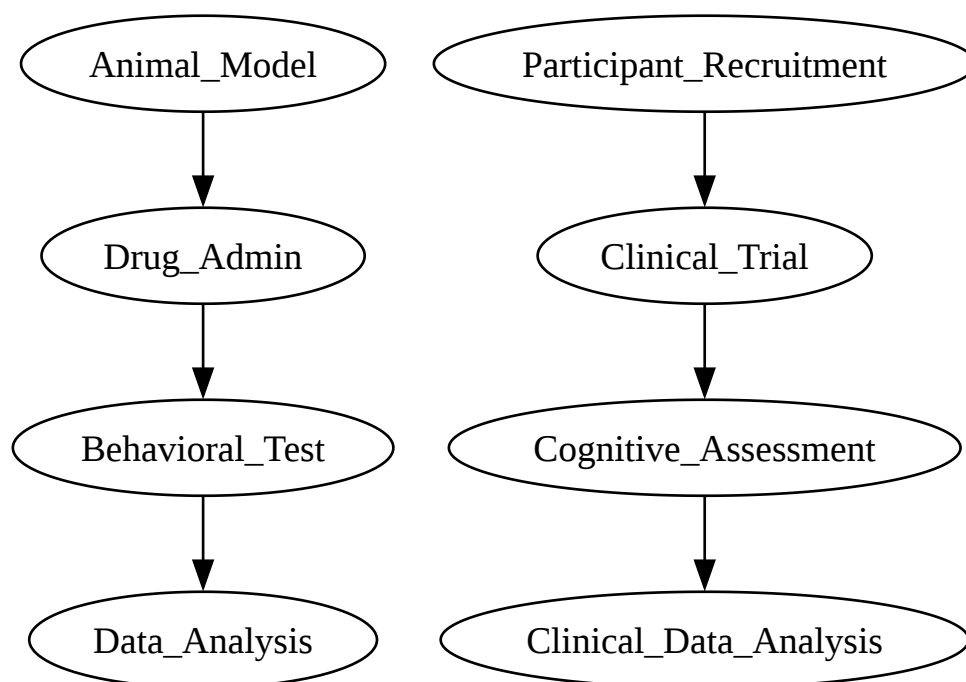 Animal_Model
Participant_Recruitment
Drug_Admin
Clinical_Trial
Behavioral_Test
Cognitive_Assessment
Data_Analysis
Clinical_Data_Analysis